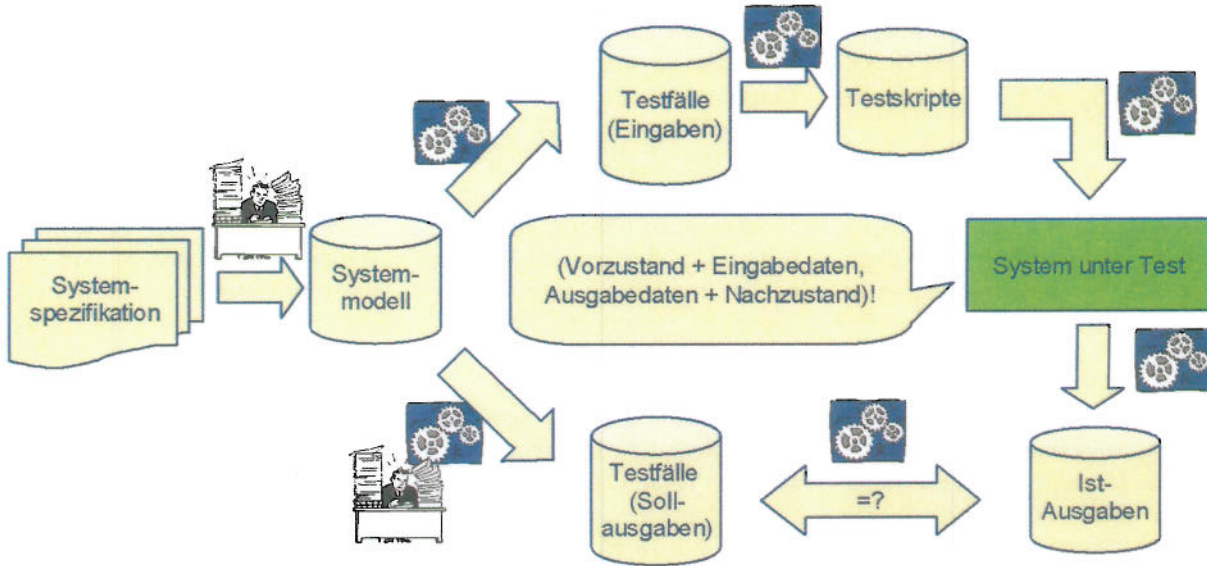 Testfälle
(Eingaben)
Testskripte
System-
spezifikation
System-
modell
(Vorzustand + Eingabedaten,
Ausgabedaten + Nachzustand)!
System unter Test
Testfälle
(Soll-
ausgaben)
=?
Ist-
Ausgaben